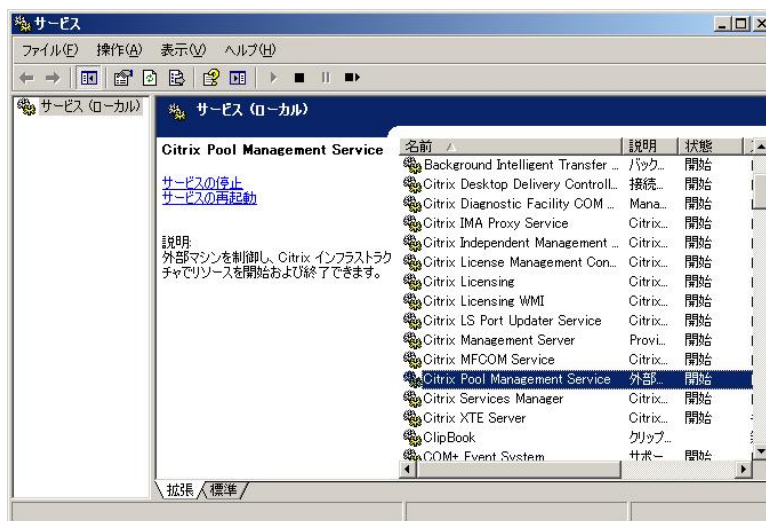 サービス
ファイル(F) 操作(A) 表示(V) ヘルプ(H)
サービス (ローカル)
サービス (ローカル)
Citrix Pool Management Service
サービスの停止
サービスの再起動
説明:
外部マシンを制御し、Citrix インフラストラク
チャでリソースを開始および終了できます。
名前 説明 状態
Background Intelligent Transfer ... バック... 開始
Citrix Desktop Delivery Controll... 接続... 開始
Citrix Diagnostic Facility COM ... Mana... 開始
Citrix IMA Proxy Service Citrix... 開始
Citrix Independent Management ... Citrix... 開始
Citrix License Management Con... Citrix... 開始
Citrix Licensing Citrix... 開始
Citrix Licensing WMI Citrix... 開始
Citrix LS Port Updater Service Citrix... 開始
Citrix Management Server Provi... 開始
Citrix MFCOM Service Citrix... 開始
Citrix Pool Management Service 外部... 開始
Citrix Services Manager Citrix... 開始
Citrix XTE Server Citrix... 開始
ClipBook クリップ...
COM+ Event System サポー 開始
拡張 標準